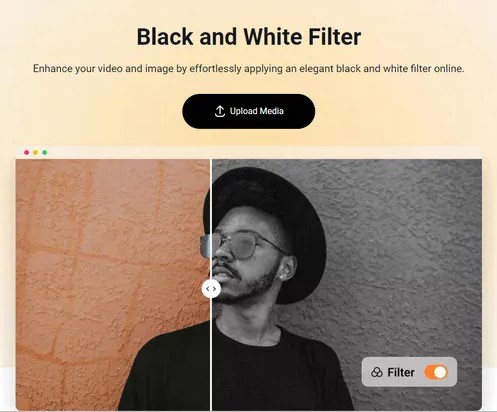 Black and White Filter
Enhance your video and image by effortlessly applying an elegant black and white filter online.
Upload Media
Filter